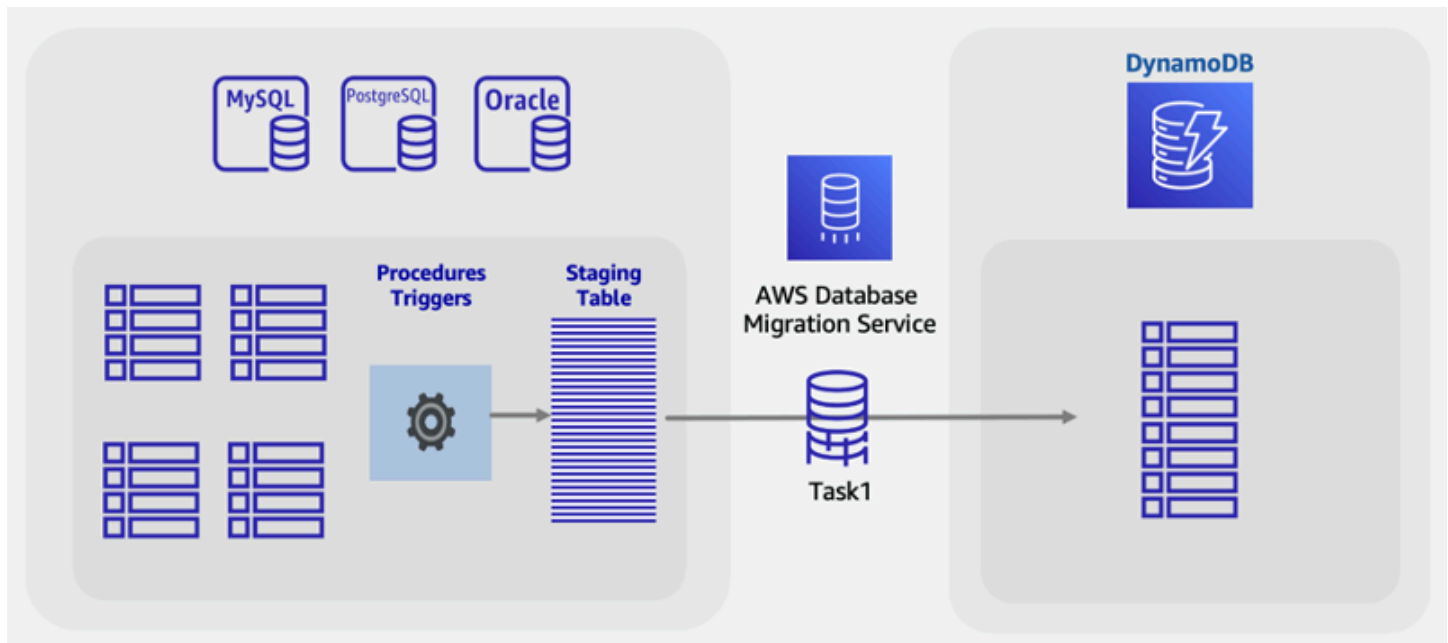 MySQL
PostgreSQL
Oracle
DynamoDB
Procedures
Triggers
Staging
Table
AWS Database
Migration Service
Task1